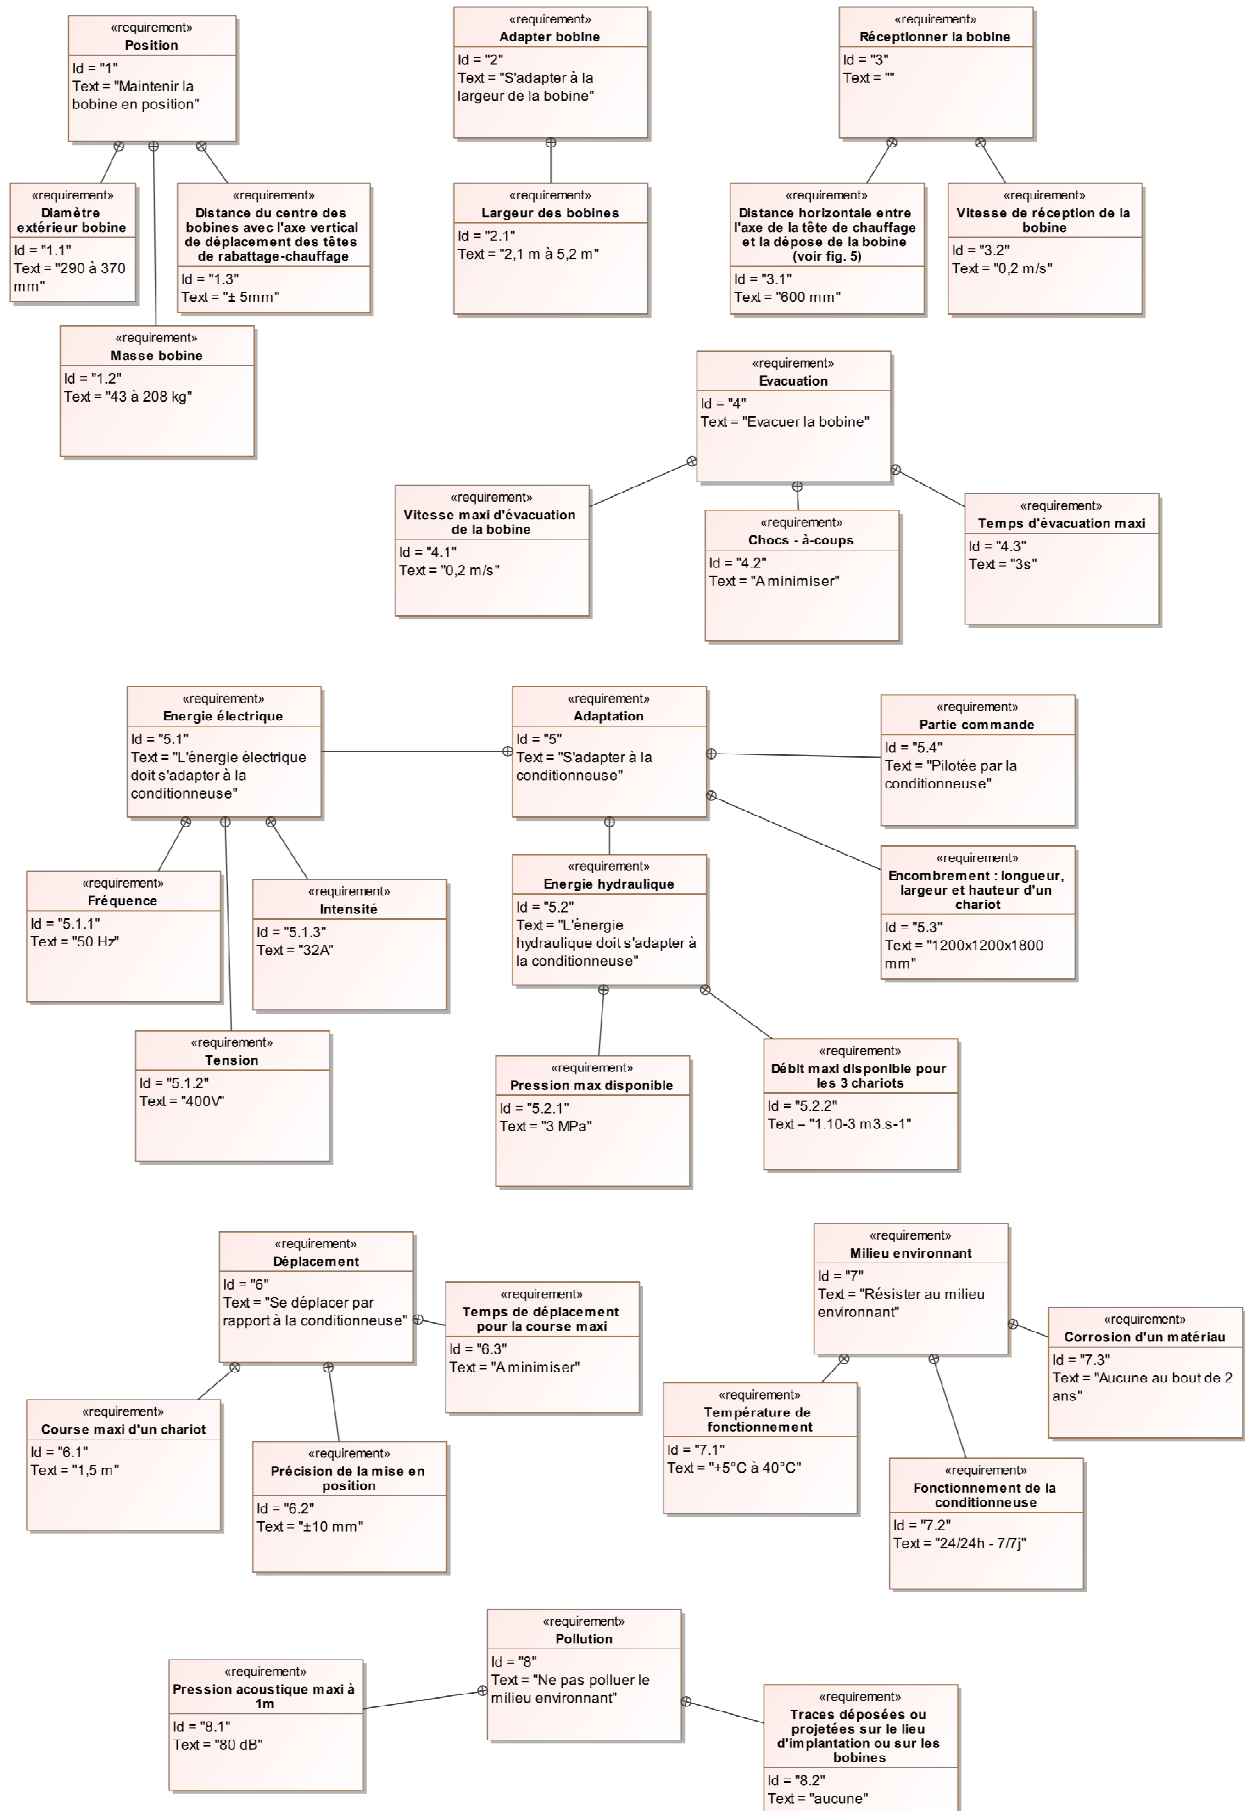 «requirement»
Position
Id = "1"
Text = "Maintenir la
bobine en position"
«requirement»
Adapter bobine
Id = "2"
Text = "S'adapter à la
largeur de la bobine"
«requirement»
Réceptionner la bobine
Id = "3"
Text = ""
«requirement»
Diamètre
extérieur bobine
Id = "1.1"
Text = "290 à 370
mm"
«requirement»
Distance du centre des
bobines avec l'axe vertical
de déplacement des têtes
de rabattage-chauffage
Id = "1.3"
Text = "± 5mm"
«requirement»
Largeur des bobines
Id = "2.1"
Text = "2,1 m à 5,2 m"
«requirement»
Distance horizontale entre
l'axe de la tête de chauffage
et la dépose de la bobine
(voir fig. 5)
Id = "3.1"
Text = "600 mm"
«requirement»
Vitesse de réception de la
bobine
Id = "3.2"
Text = "0,2 m/s"
«requirement»
Masse bobine
Id = "1.2"
Text = "43 à 208 kg"
«requirement»
Evacuation
Id = "4"
Text = "Evacuer la bobine"
«requirement»
Vitesse maxi d'évacuation
de la bobine
Id = "4.1"
Text = "0,2 m/s"
«requirement»
Chocs - à-coups
Id = "4.2"
Text = "A minimiser"
«requirement»
Temps d'évacuation maxi
Id = "4.3"
Text = "3s"
«requirement»
Energie électrique
Id = "5.1"
Text = "L'énergie électrique
doit s'adapter à la
conditionneuse"
«requirement»
Adaptation
Id = "5"
Text = "S'adapter à la
conditionneuse"
«requirement»
Partie commande
Id = "5.4"
Text = "Pilotée par la
conditionneuse"
«requirement»
Fréquence
Id = "5.1.1"
Text = "50 Hz"
«requirement»
Intensité
Id = "5.1.3"
Text = "32A"
«requirement»
Energie hydraulique
Id = "5.2"
Text = "L'énergie
hydraulique doit s'adapter à
la conditionneuse"
«requirement»
Encombrement : longueur,
largeur et hauteur d'un
chariot
Id = "5.3"
Text = "1200x1200x1800
mm"
«requirement»
Tension
Id = "5.1.2"
Text = "400V"
«requirement»
Pression max disponible
Id = "5.2.1"
Text = "3 MPa"
«requirement»
Débit maxi disponible pour
les 3 chariots
Id = "5.2.2"
Text = "1.10-3 m3.s-1"
«requirement»
Déplacement
Id = "6"
Text = "Se déplacer par
rapport à la conditionneuse"
«requirement»
Temps de déplacement
pour la course maxi
Id = "6.3"
Text = "A minimiser"
«requirement»
Milieu environnant
Id = "7"
Text = "Résister au milieu
environnant"
«requirement»
Corrosion d'un matériau
Id = "7.3"
Text = "Aucune au bout de 2
ans"
«requirement»
Course maxi d'un chariot
Id = "6.1"
Text = "1,5 m"
«requirement»
Précision de la mise en
position
Id = "6.2"
Text = "±10 mm"
«requirement»
Température de
fonctionnement
Id = "7.1"
Text = "+5°C à 40°C"
«requirement»
Fonctionnement de la
conditionneuse
Id = "7.2"
Text = "24/24h - 7/7j"
«requirement»
Pollution
Id = "8"
Text = "Ne pas polluer le
milieu environnant"
«requirement»
Pression acoustique maxi à
1m
Id = "8.1"
Text = "80 dB"
«requirement»
Traces déposées ou
projetées sur le lieu
d'implantation ou sur les
bobines
Id = "8.2"
Text = "aucune"